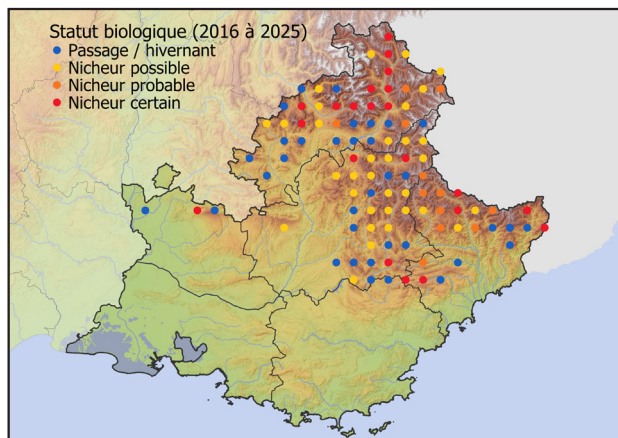 Statut biologique (2016 à 2025)
Passage / hivernant
Nicheur possible
Nicheur probable
Nicheur certain